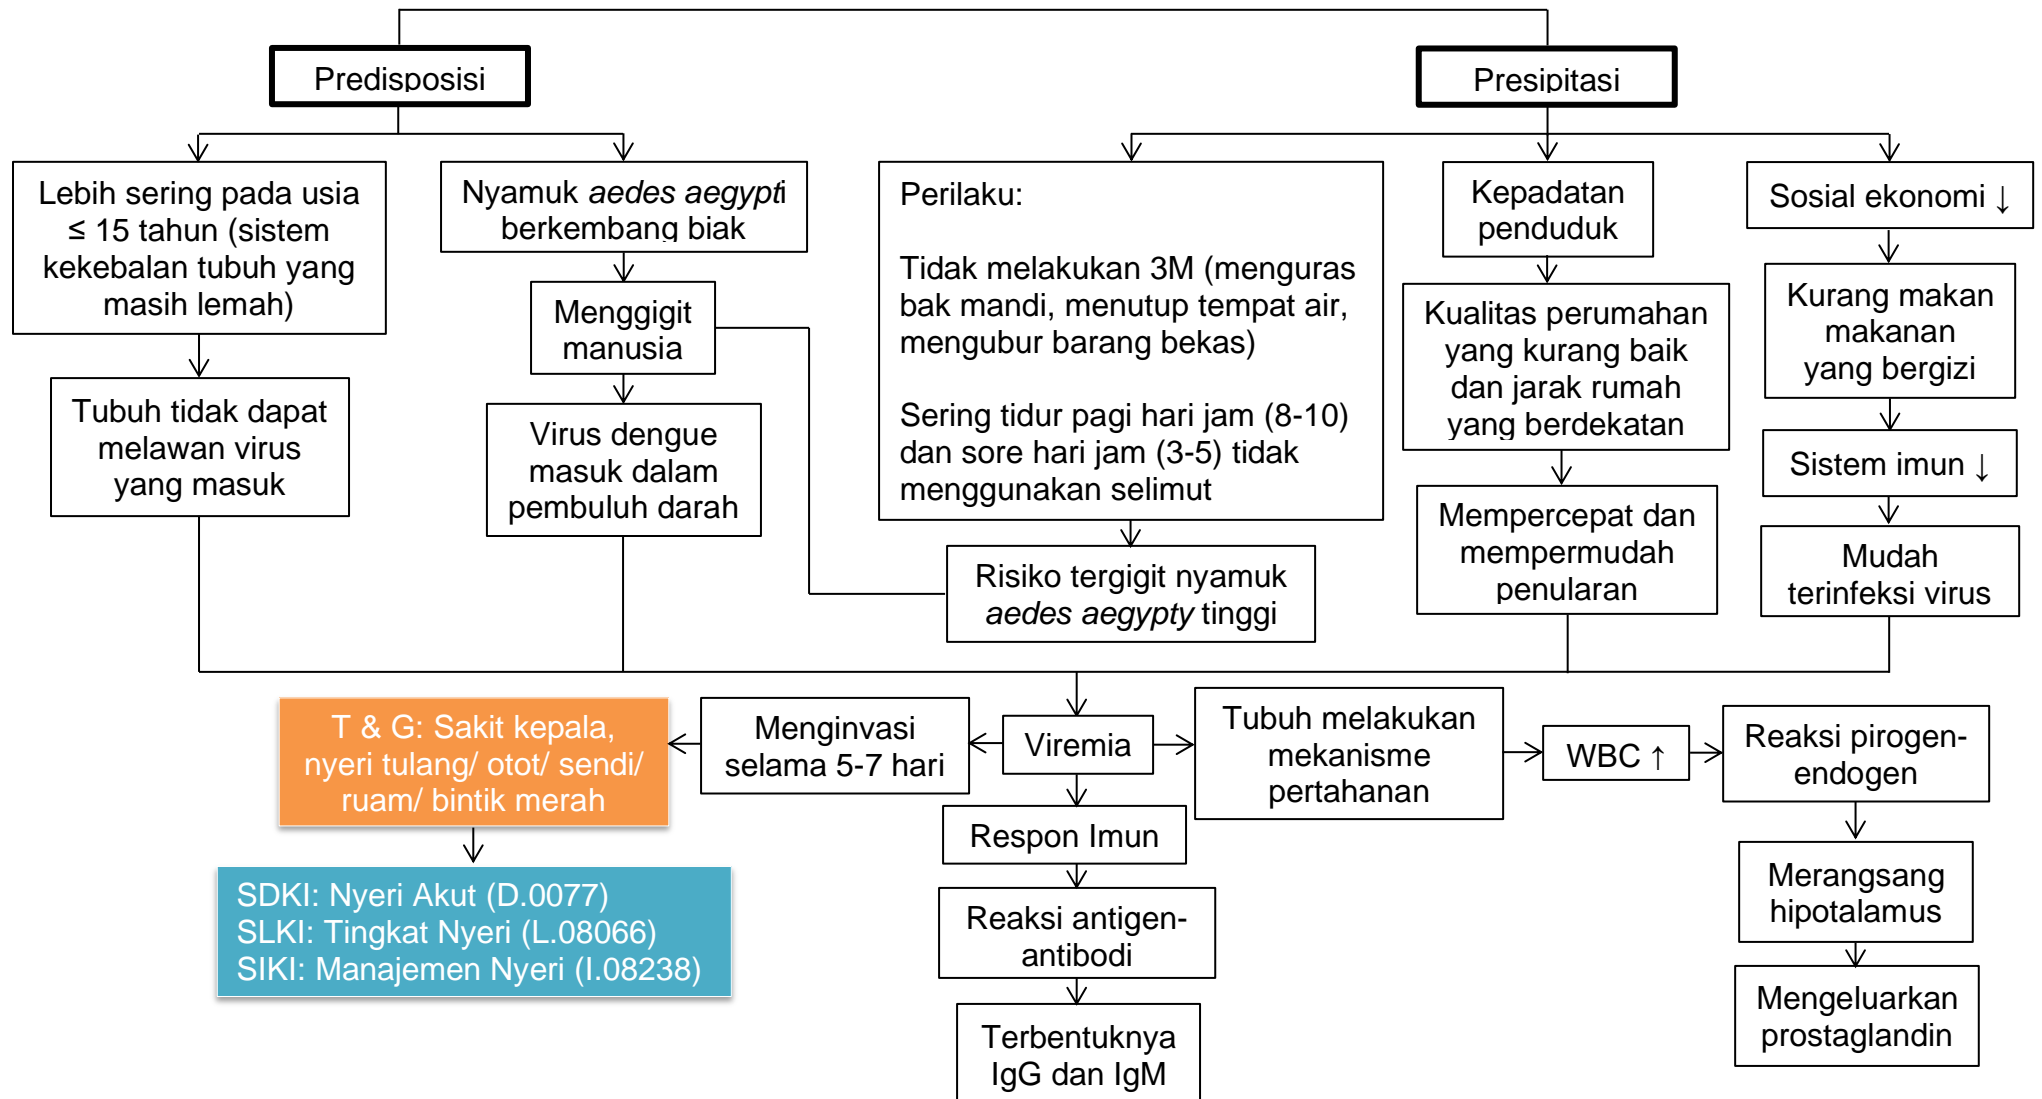 Predisposisi
Presipitasi
Lebih sering pada usia
≤ 15 tahun (sistem
kekebalan tubuh yang
masih lemah)
Tubuh tidak dapat
melawan virus
yang masuk
Nyamuk aedes aegypti
berkembang biak
Menggigit
manusia
Virus dengue
masuk dalam
pembuluh darah
Perilaku:
Tidak melakukan 3M (menguras
bak mandi, menutup tempat air,
mengubur barang bekas)
Sering tidur pagi hari jam (8-10)
dan sore hari jam (3-5) tidak
menggunakan selimut
Risiko tergigit nyamuk
aedes aegypty tinggi
Kepadatan
penduduk
Kualitas perumahan
yang kurang baik
dan jarak rumah
yang berdekatan
Mempercepat dan
mempermudah
penularan
Sosial ekonomi ↓
Kurang makan
makanan
yang bergizi
Sistem imun ↓
Mudah
terinfeksi virus
T & G: Sakit kepala,
nyeri tulang/ otot/ sendi/
ruam/ bintik merah
Menginvasi
selama 5-7 hari
Viremia
Tubuh melakukan
mekanisme
pertahanan
WBC ↑
Reaksi pirogen-
endogen
SDKI: Nyeri Akut (D.0077)
SLKI: Tingkat Nyeri (L.08066)
SIKI: Manajemen Nyeri (I.08238)
Respon Imun
Reaksi antigen-
antibodi
Terbentuknya
IgG dan IgM
Merangsang
hipotalamus
Mengeluarkan
prostaglandin